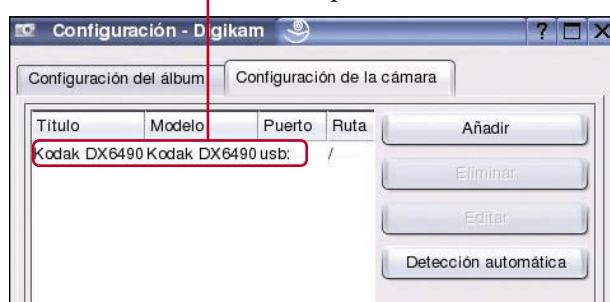 Configuración - Digikam
Configuración del álbum
Configuración de la cámara
Título Modelo Puerto Ruta
Kodak DX6490 Kodak DX6490 usb: /
Añadir
Eliminar
Editar
Detección automática